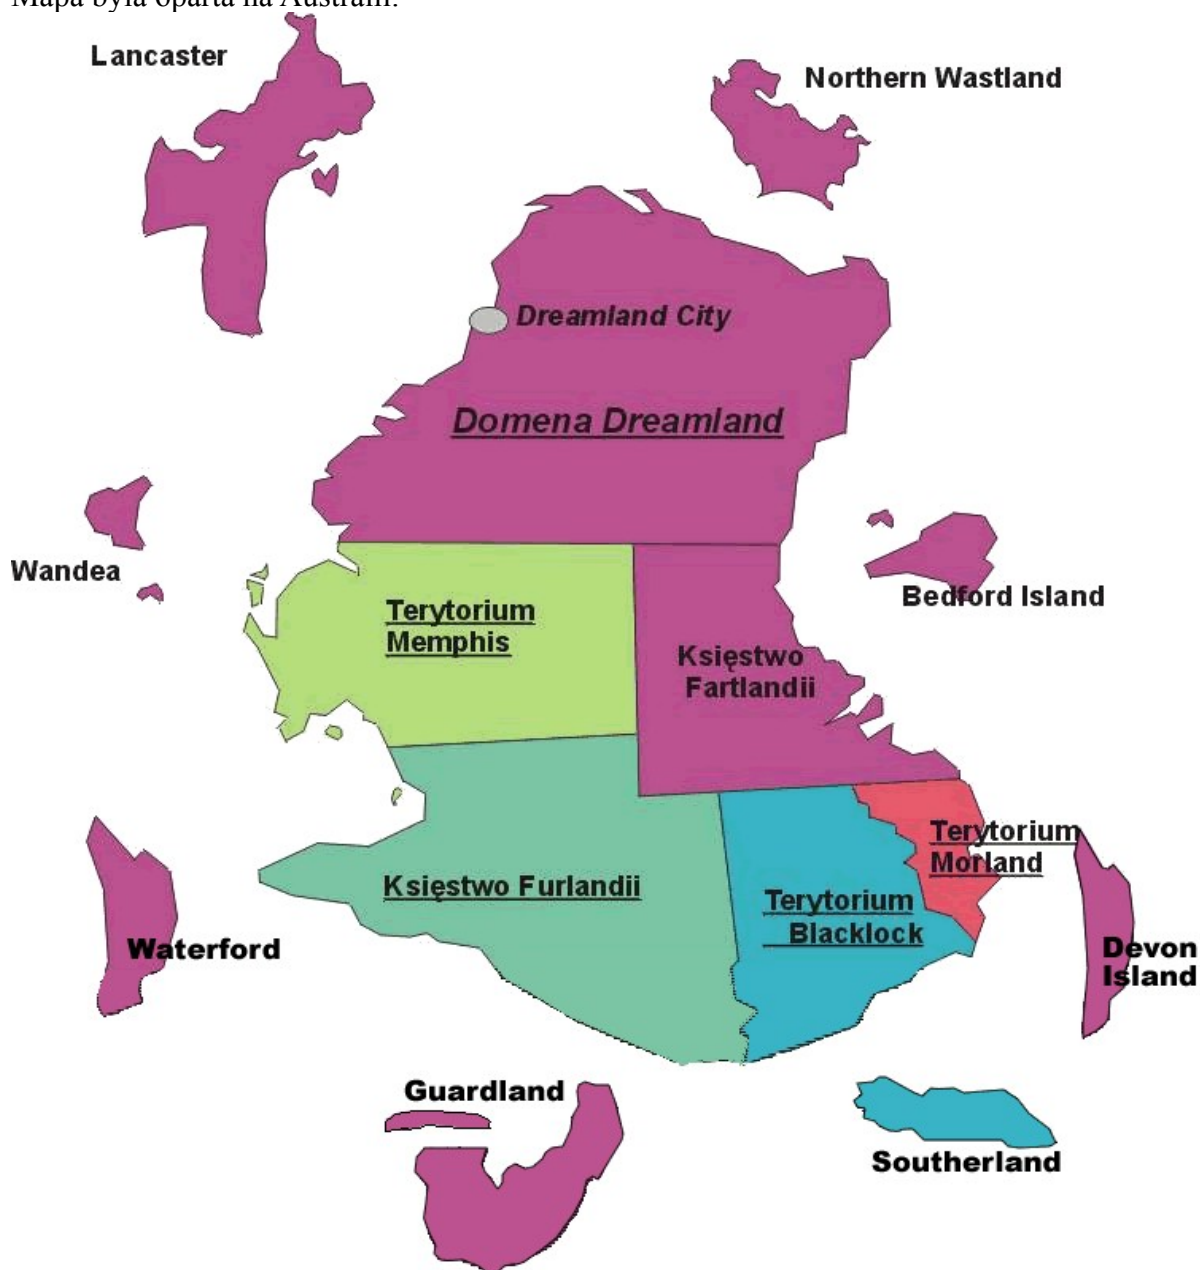 Mapa była oparta na Australii.
Lancaster
Northern Wastland
Dreamland City
Domena Dreamland
Wandea
Bedford Island
Terytorium
Memphis
Księstwo
Fartlandii
Terytorium
Morland
Księstwo Furlandii
Terytorium
Blacklock
Waterford
Devon
Island
Guardland
Southerland